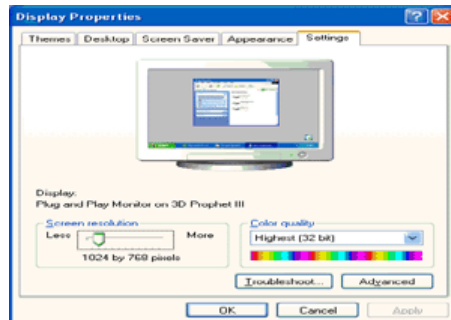 Display Properties
Themes Desktop Screen Saver Appearance Settings
Display:
Plug and Play Monitor on 3D Prophet III
Screen resolution
Less More
1024 by 768 pixels
Color quality
Highest (32 bit)
Troubleshoot... Advanced
OK Cancel Apply